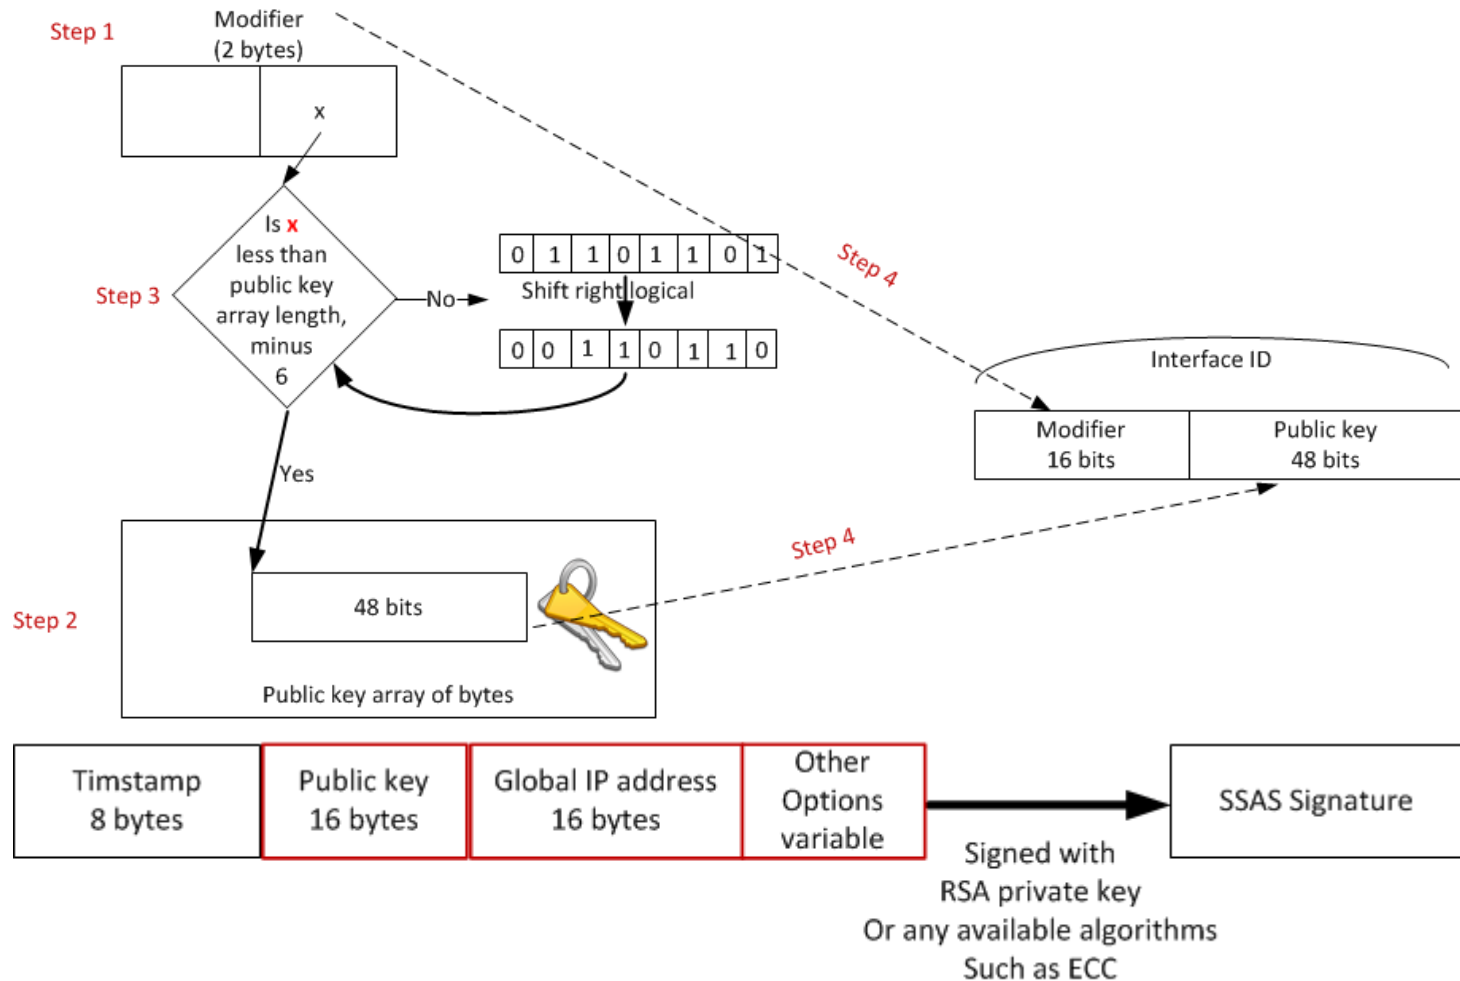 Step 1
Modifier
(2 bytes)
x
Is x
less than
public key
array length,
minus
6
Step 3
No
0 1 1 0 1 1 0 1
Shift right logical
0 0 1 1 0 1 1 0
Step 4
Interface ID
Modifier
16 bits
Public key
48 bits
Yes
Step 4
Step 2
48 bits
Public key array of bytes
Timstamp
8 bytes
Public key
16 bytes
Global IP address
16 bytes
Other
Options
variable
SSAS Signature
Signed with
RSA private key
Or any available algorithms
Such as ECC